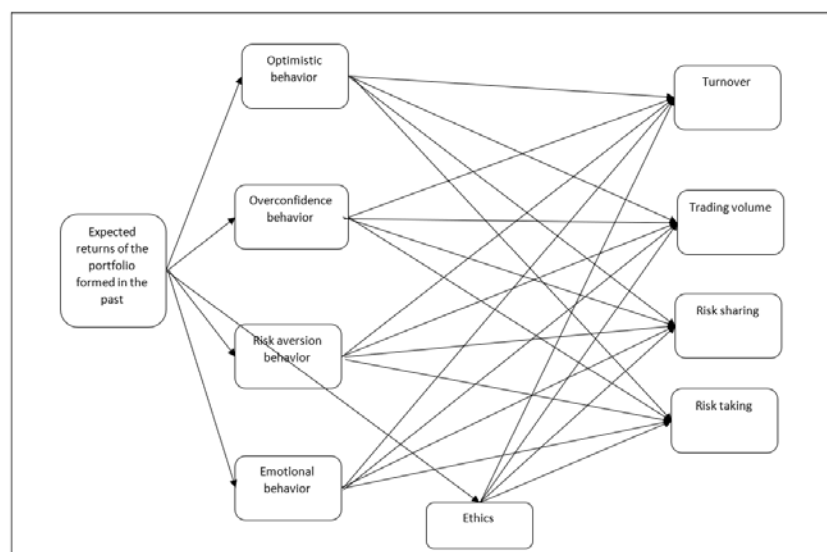 Optimistic
behavior
Turnover
Overconfidence
behavior
Trading volume
Expected
returns of the
portfolio
formed in the
past
Risk sharing
Risk aversion
behavior
Risk taking
Emotional
behavior
Ethics